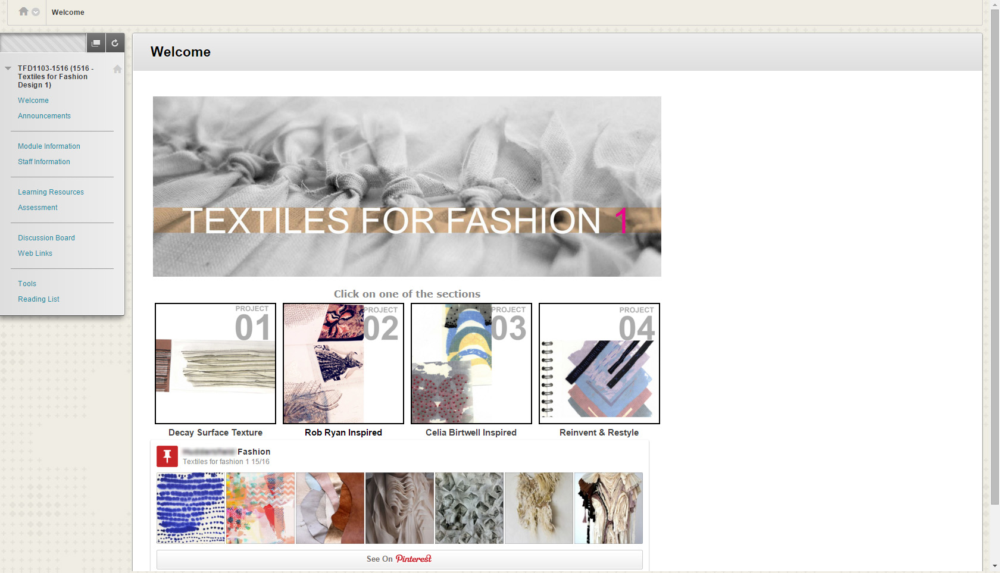 Welcome
TFD1103-1516 (1516 -
Textiles for Fashion
Design 1)
Welcome
Announcements
Module Information
Staff Information
Learning Resources
Assessment
Discussion Board
Web Links
Tools
Reading List
Welcome
TEXTILES FOR FASHION 1
Click on one of the sections
PROJECT
01
PROJECT
02
PROJECT
03
PROJECT
04
Decay Surface Texture
Rob Ryan Inspired
Celia Birtwell Inspired
Reinvent & Restyle
Fashion
Textiles for fashion 1 15/16
See On Pinterest